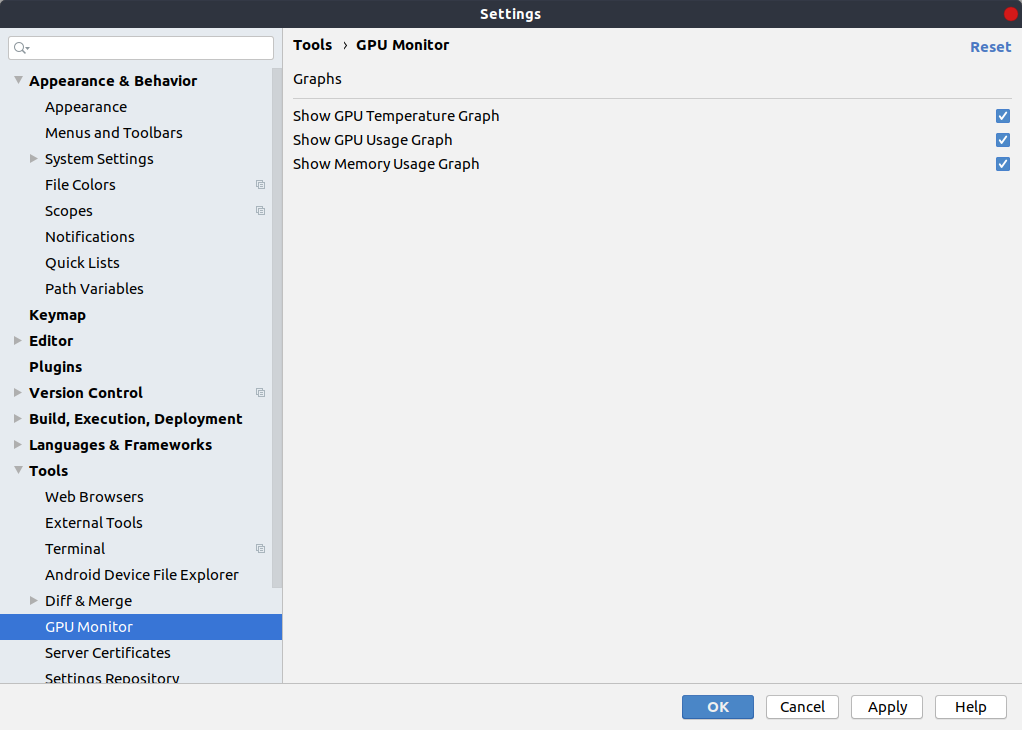 Settings
Tools › GPU Monitor
Reset
Graphs
Show GPU Temperature Graph
Show GPU Usage Graph
Show Memory Usage Graph
Appearance & Behavior
Appearance
Menus and Toolbars
System Settings
File Colors
Scopes
Notifications
Quick Lists
Path Variables
Keymap
Editor
Plugins
Version Control
Build, Execution, Deployment
Languages & Frameworks
Tools
Web Browsers
External Tools
Terminal
Android Device File Explorer
Diff & Merge
GPU Monitor
Server Certificates
Settings Repository
OK
Cancel
Apply
Help